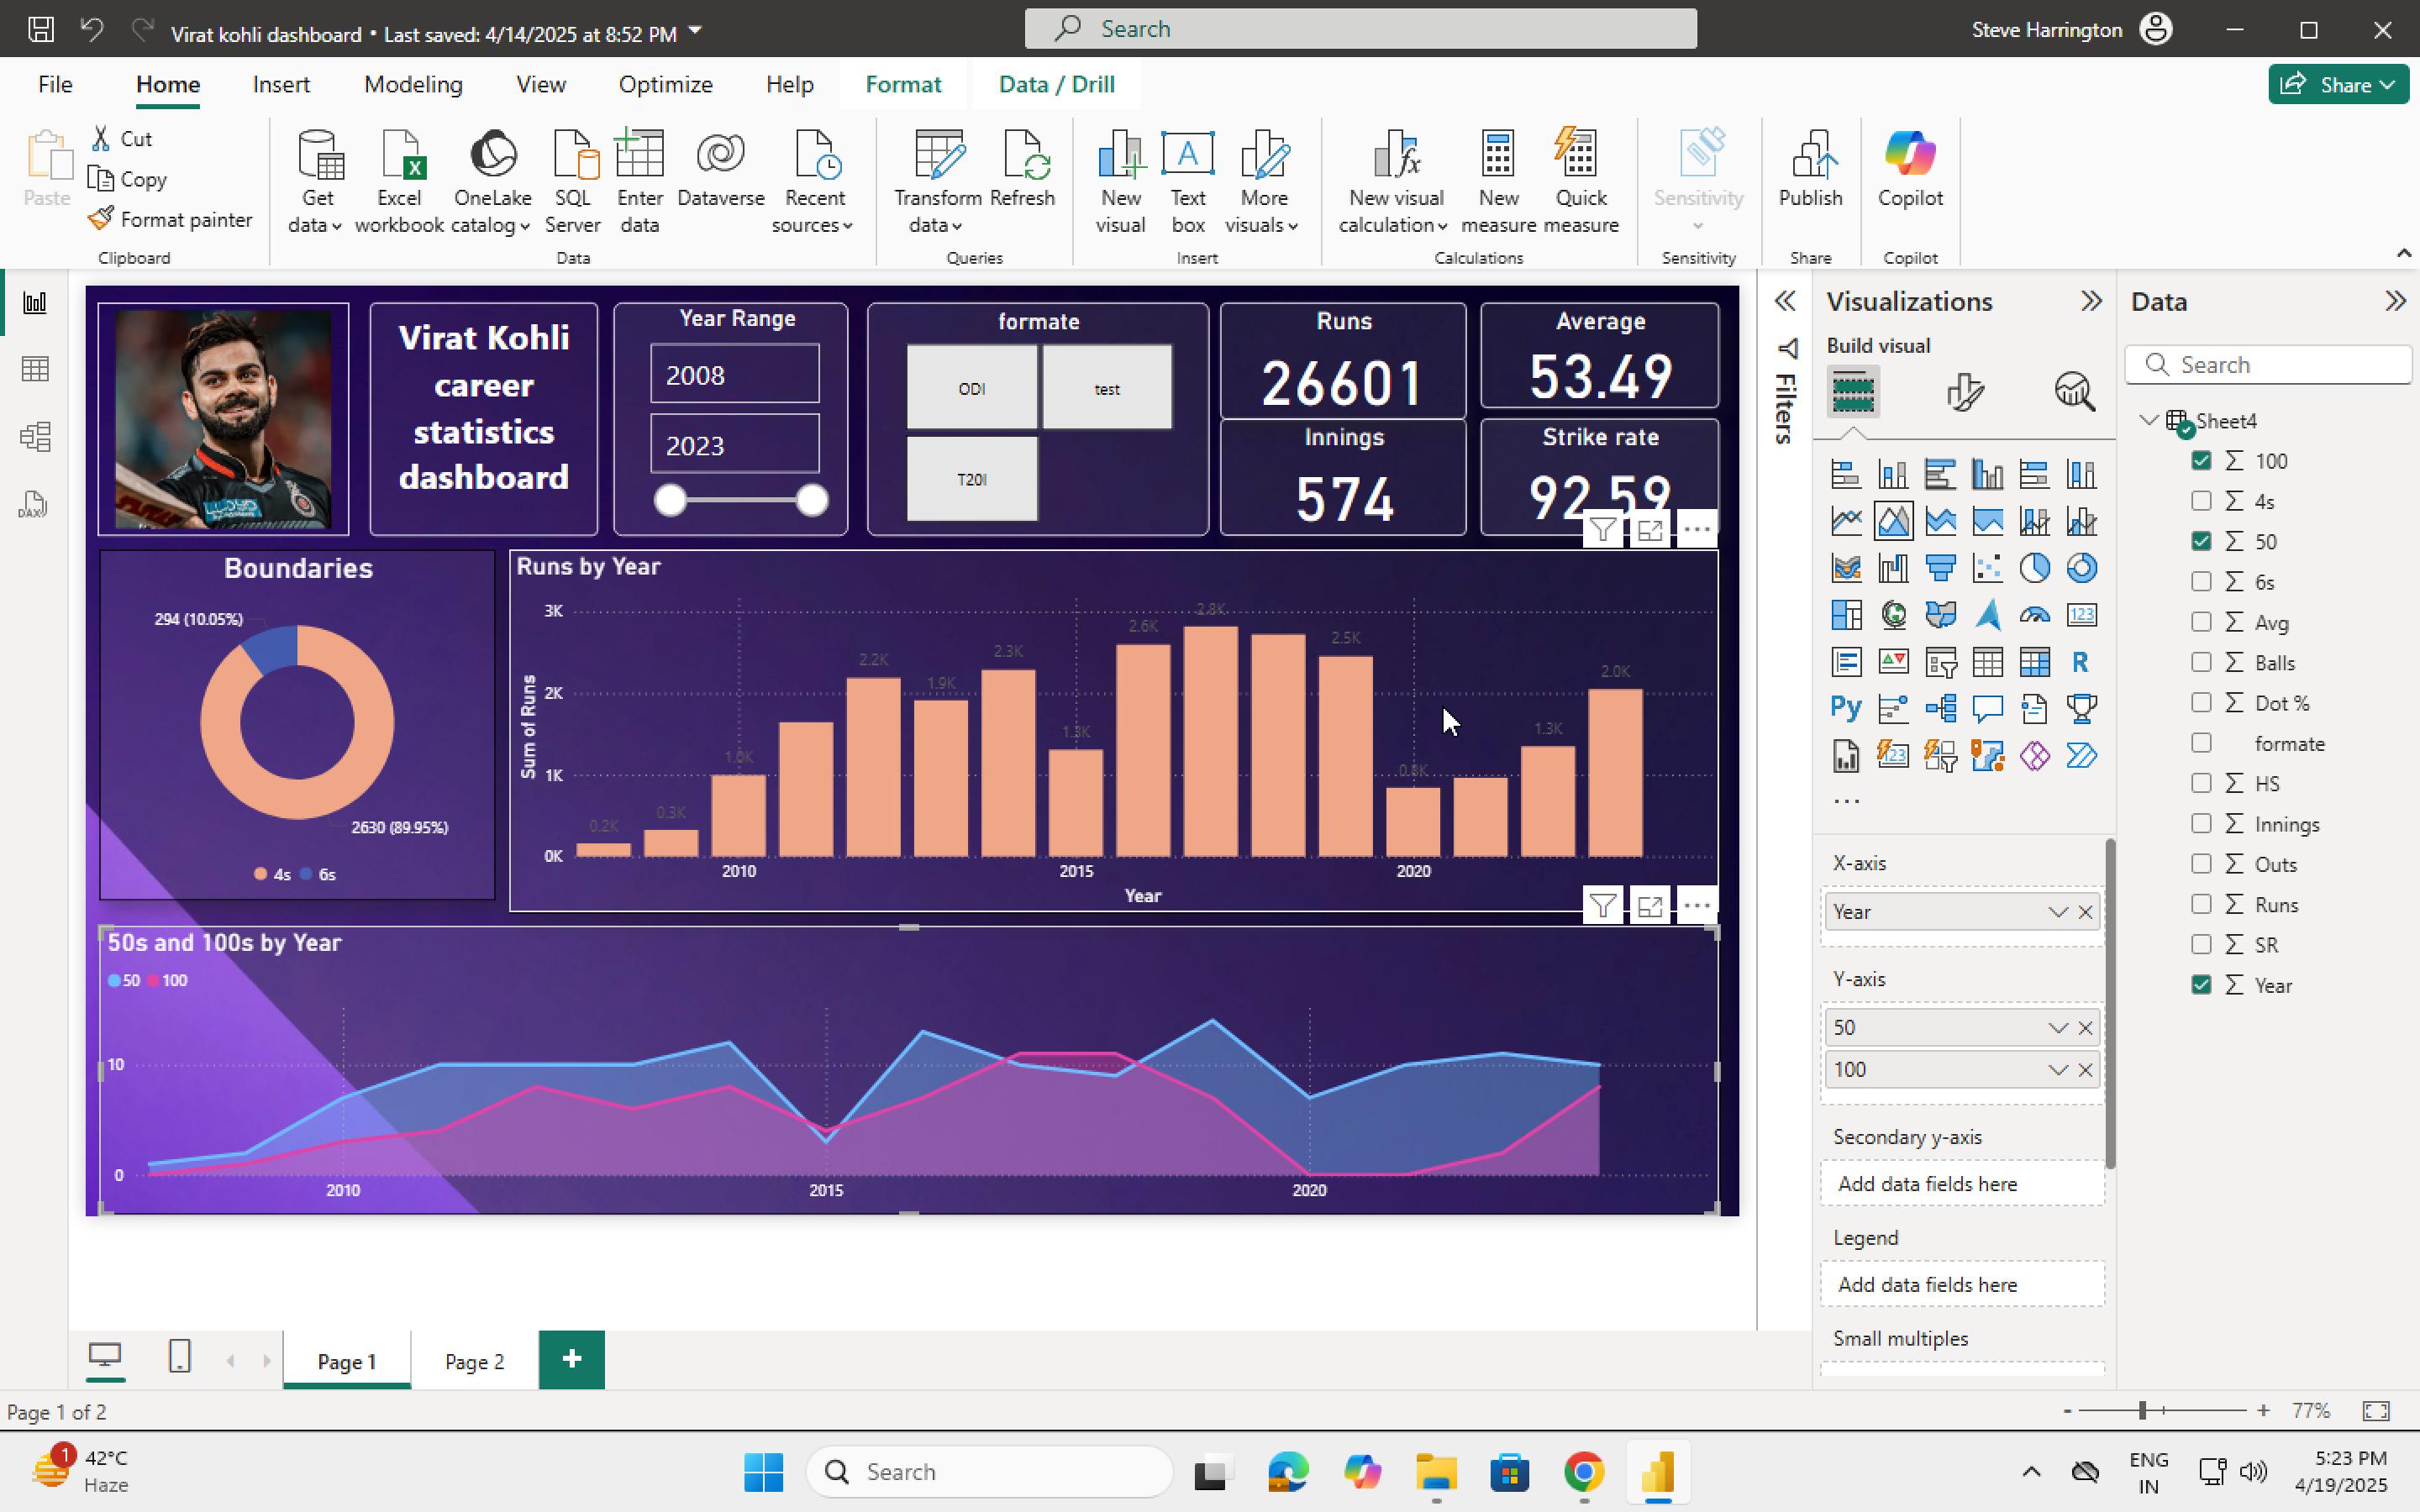 Virat kohli dashboard • Last saved: 4/14/2025 at 8:52 PM
Search
Steve Harrington
File
Home
Insert
Modeling
View
Optimize
Help
Format
Data / Drill
Share
Paste
Cut
Copy
Format painter
Clipboard
Get data
Excel workbook
OneLake catalog
SQL Server
Enter data
Dataverse
Recent sources
Data
Transform data
Refresh
Queries
New visual
Text box
More visuals
Insert
New visual calculation
New measure
Quick measure
Calculations
Sensitivity
Sensitivity
Publish
Share
Copilot
Copilot
DAX
Virat Kohli
career
statistics
dashboard
Year Range
2008
2023
formate
ODI
test
T20I
Runs
26601
Average
53.49
Innings
574
Strike rate
92.59
Boundaries
294 (10.05%)
2630 (89.95%)
4s
6s
Runs by Year
Sum of Runs
3K
2K
1K
0K
0.2K
0.3K
1.0K
2.2K
1.9K
2.3K
1.3K
2.6K
2.8K
2.5K
0.8K
1.3K
2.0K
2010
2015
2020
Year
50s and 100s by Year
50
100
10
0
2010
2015
2020
Filters
Visualizations
Build visual
123
R
Py
123
...
X-axis
Year
Y-axis
50
100
Secondary y-axis
Add data fields here
Legend
Add data fields here
Small multiples
Data
Search
Sheet4
100
4s
50
6s
Avg
Balls
Dot %
formate
HS
Innings
Outs
Runs
SR
Year
Page 1
Page 2
+
Page 1 of 2
- + 77%
1
42°C
Haze
Search
ENG
IN
5:23 PM
4/19/2025